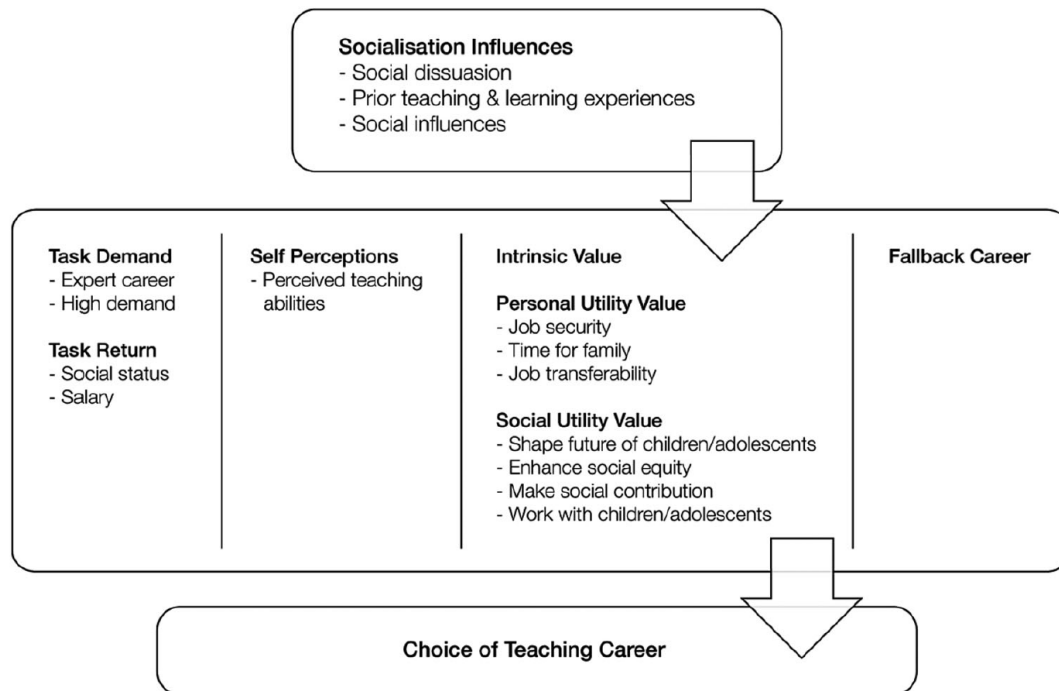 Socialisation Influences
- Social dissuasion
- Prior teaching & learning experiences
- Social influences
Task Demand
- Expert career
- High demand
Task Return
- Social status
- Salary
Self Perceptions
- Perceived teaching
abilities
Intrinsic Value
Personal Utility Value
- Job security
- Time for family
- Job transferability
Social Utility Value
- Shape future of children/adolescents
- Enhance social equity
- Make social contribution
- Work with children/adolescents
Fallback Career
Choice of Teaching Career